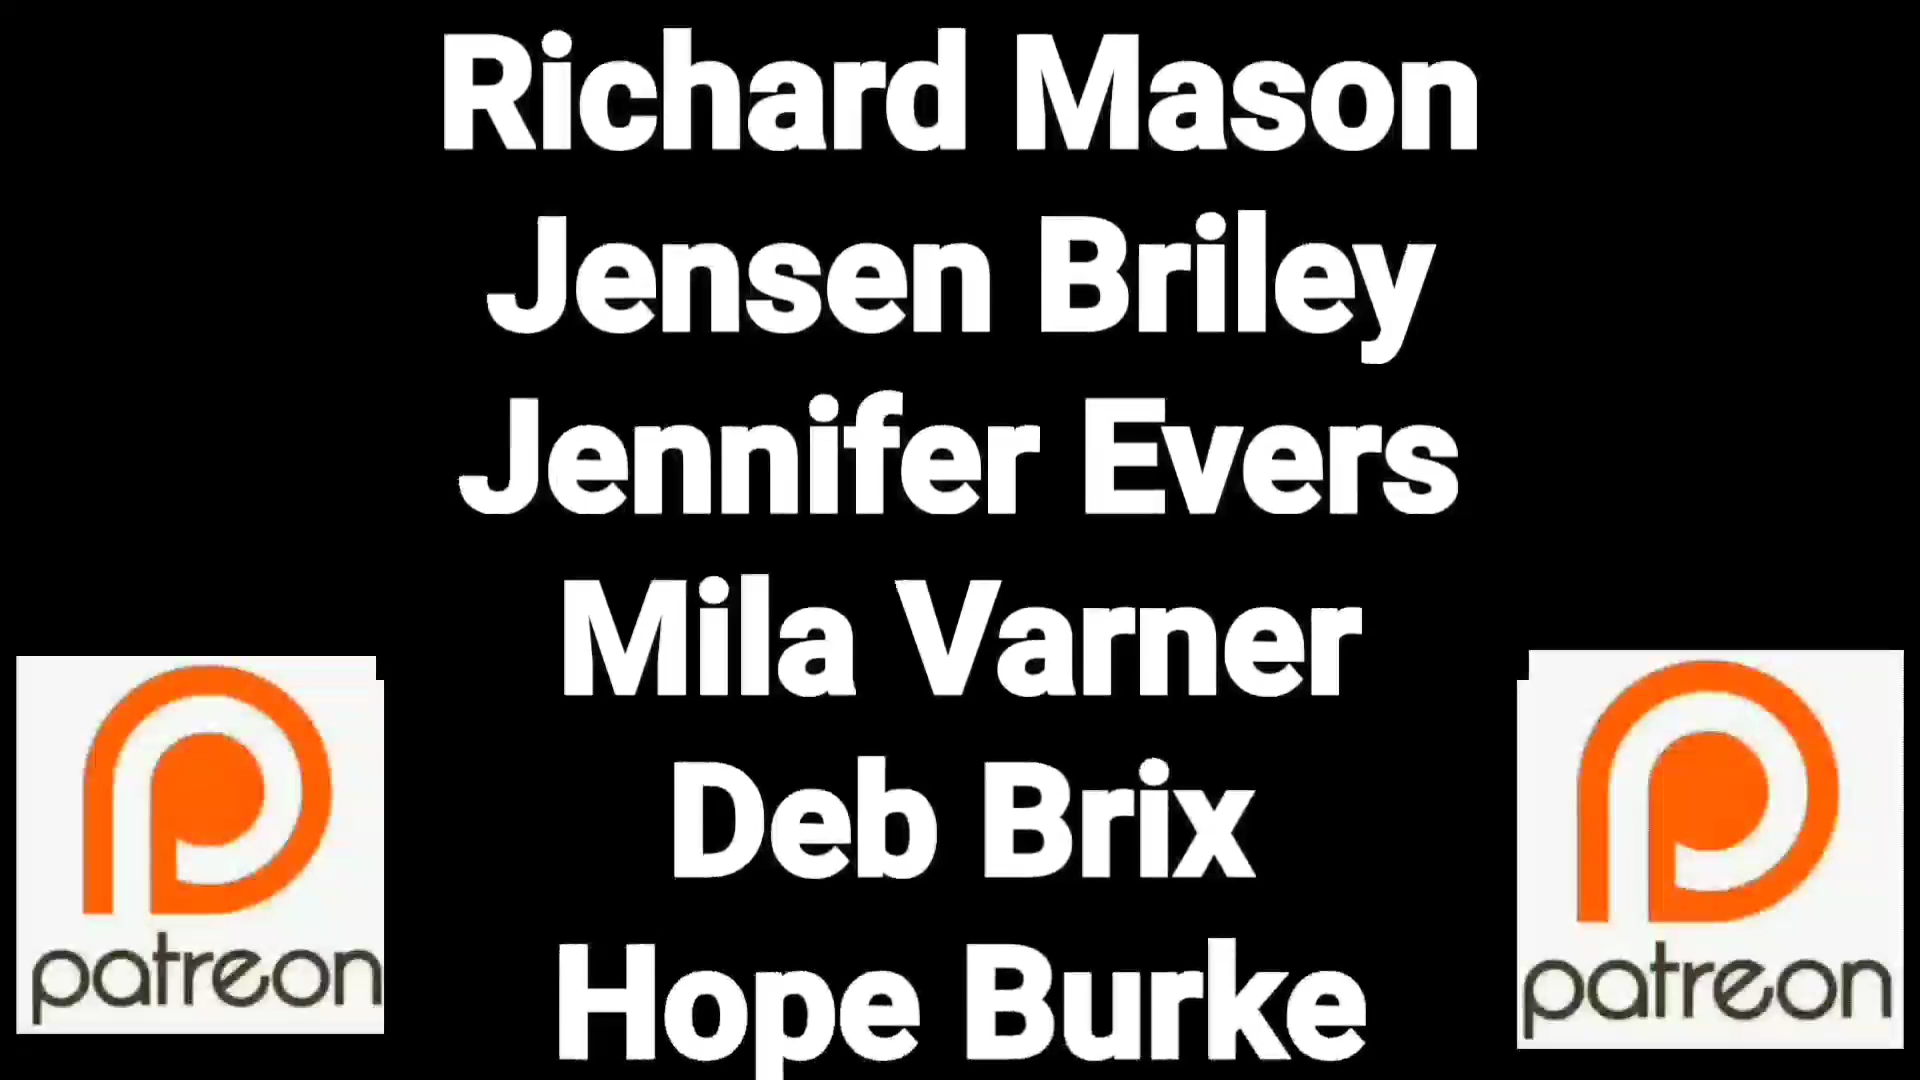 Richard Mason
Jensen Briley
Jennifer Evers
Mila Varner
Deb Brix
Hope Burke
patreon
patreon